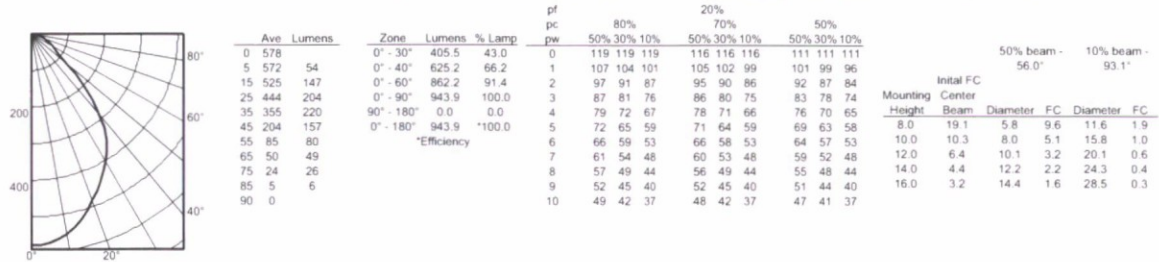 80°
60°
40°
20°
0°
200
400
Ave Lumens
0 578
5 572 54
15 525 147
25 444 204
35 355 220
45 204 157
55 85 80
65 50 49
75 24 26
85 5 6
90 0
Zone Lumens % Lamp
0° - 30° 405.5 43.0
0° - 40° 625.2 66.2
0° - 60° 862.2 91.4
0° - 90° 943.9 100.0
90° - 180° 0.0 0.0
0° - 180° 943.9 *100.0
*Efficiency
pf 20%
pc 80% 70% 50%
pw 50% 30% 10% 50% 30% 10% 50% 30% 10%
0 119 119 119 116 116 116 111 111 111
1 107 104 101 105 102 99 101 99 96
2 97 91 87 95 90 86 92 87 84
3 87 81 76 86 80 75 83 78 74
4 79 72 67 78 71 66 76 70 65
5 72 65 59 71 64 59 69 63 58
6 66 59 53 66 58 53 64 57 53
7 61 54 48 60 53 48 59 52 48
8 57 49 44 56 49 44 55 48 44
9 52 45 40 52 45 40 51 44 40
10 49 42 37 48 42 37 47 41 37
50% beam - 10% beam -
56.0° 93.1°
Inital FC
Mounting Center
Height Beam Diameter FC Diameter FC
8.0 19.1 5.8 9.6 11.6 1.9
10.0 10.3 8.0 5.1 15.8 1.0
12.0 6.4 10.1 3.2 20.1 0.6
14.0 4.4 12.2 2.2 24.3 0.4
16.0 3.2 14.4 1.6 28.5 0.3